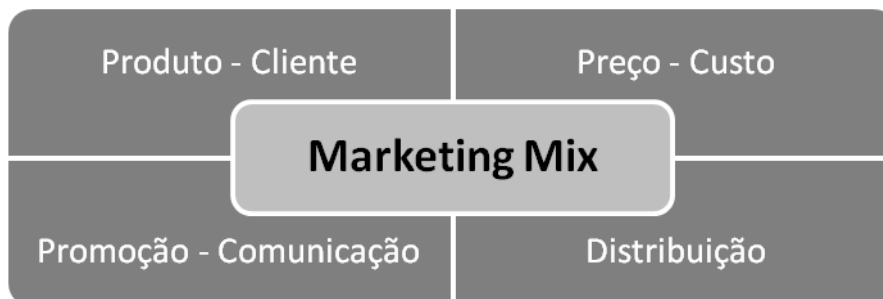 Produto - Cliente
Preço - Custo
Marketing Mix
Promoção - Comunicação
Distribuição